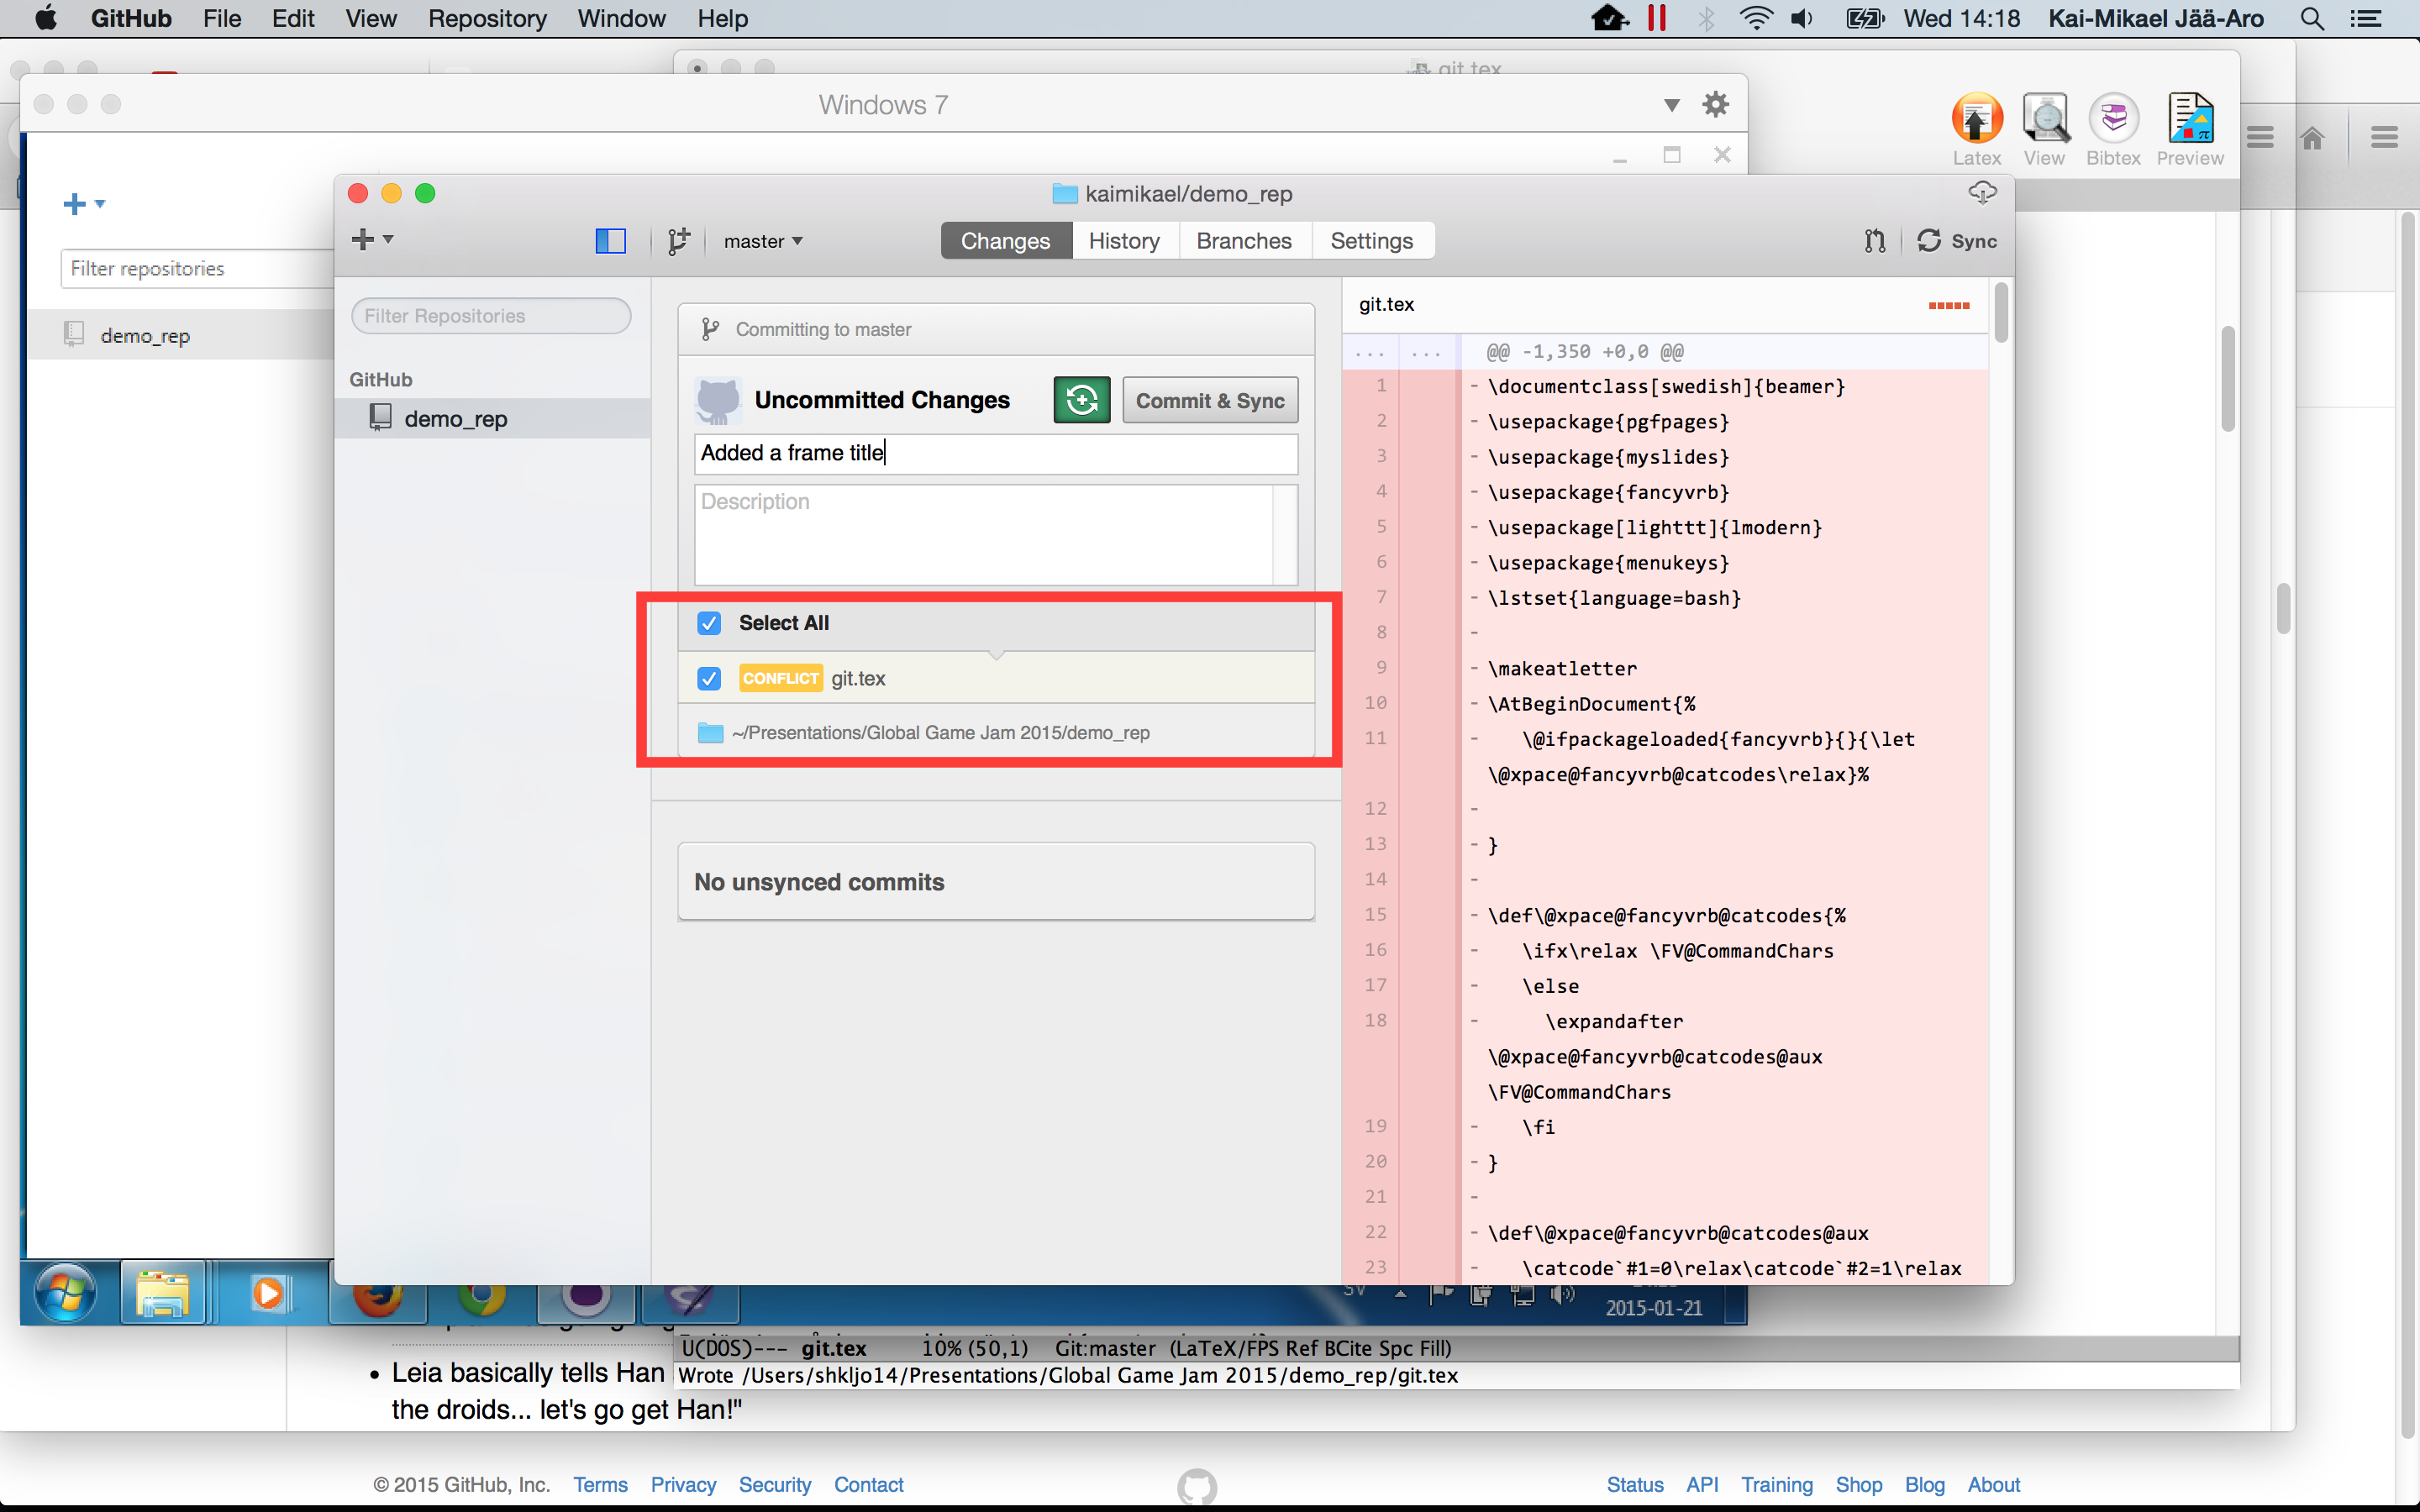 GitHub File Edit View Repository Window Help
Wed 14:18 Kai-Mikael Jää-Aro
git.tex
Windows 7
Latex View Bibtex Preview
kaimikael/demo_rep
master
Changes History Branches Settings
Sync
Filter repositories
demo_rep
Filter Repositories
GitHub
demo_rep
Committing to master
Uncommitted Changes
Commit & Sync
Added a frame title
Description
Select All
CONFLICT git.tex
~/Presentations/Global Game Jam 2015/demo_rep
No unsynced commits
git.tex
... ... @@ -1,350 +0,0 @@
1 - \documentclass[swedish]{beamer}
2 - \usepackage{pgfpages}
3 - \usepackage{myslides}
4 - \usepackage{fancyvrb}
5 - \usepackage[lighttt]{lmodern}
6 - \usepackage{menukeys}
7 - \lstset{language=bash}
8 -
9 - \makeatletter
10 - \AtBeginDocument{%
11 - \@ifpackageloaded{fancyvrb}{}{\let
\@xpace@fancyvrb@catcodes\relax}%
12 -
13 - }
14 -
15 - \def\@xpace@fancyvrb@catcodes{%
16 - \ifx\relax \FV@CommandChars
17 - \else
18 - \expandafter
\@xpace@fancyvrb@catcodes@aux
\FV@CommandChars
19 - \fi
20 - }
21 -
22 - \def\@xpace@fancyvrb@catcodes@aux
23 - \catcode`#1=0\relax\catcode`#2=1\relax
SV
2015-01-21
U(DOS)--- git.tex 10% (50,1) Git:master (LaTeX/FPS Ref BCite Spc Fill)
Wrote /Users/shkljo14/Presentations/Global Game Jam 2015/demo_rep/git.tex
• Leia basically tells Han
the droids... let's go get Han!"
© 2015 GitHub, Inc. Terms Privacy Security Contact
Status API Training Shop Blog About